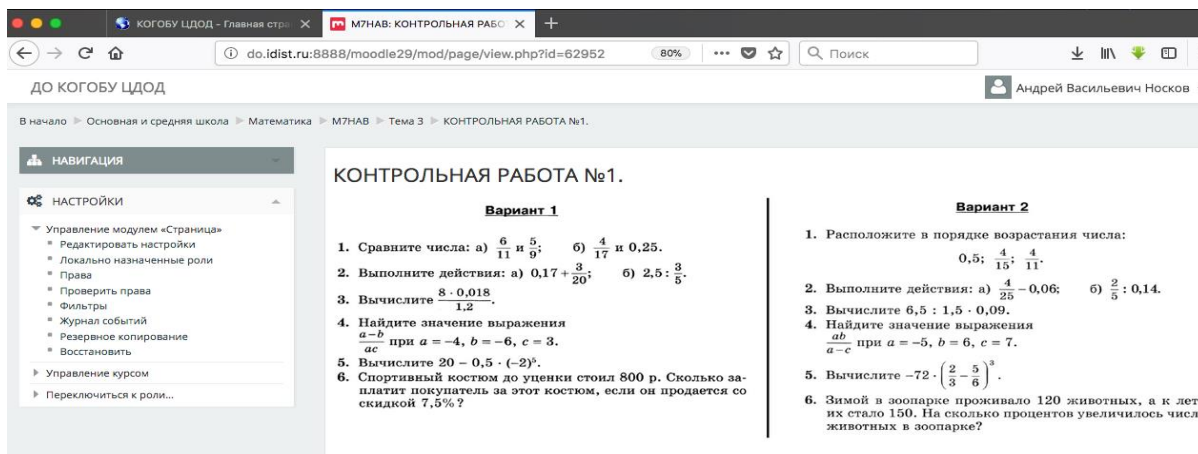 КОГОБУ ЦДОД - Главная стра
М7НАВ: КОНТРОЛЬНАЯ РАБО
do.idist.ru:8888/moodle29/mod/page/view.php?id=62952
80%
Поиск
ДО КОГОБУ ЦДОД
Андрей Васильевич Носков
В начало ▶ Основная и средняя школа ▶ Математика ▶ М7НАВ ▶ Тема 3 ▶ КОНТРОЛЬНАЯ РАБОТА №1.
НАВИГАЦИЯ
НАСТРОЙКИ
Управление модулем «Страница»
Редактировать настройки
Локально назначенные роли
Права
Проверить права
Фильтры
Журнал событий
Резервное копирование
Восстановить
Управление курсом
Переключиться к роли...
КОНТРОЛЬНАЯ РАБОТА №1.
Вариант 1
1. Сравните числа: а) 6/11 и 5/9; б) 4/17 и 0,25.
2. Выполните действия: а) 0,17 + 3/20; б) 2,5 : 3/5.
3. Вычислите (8 · 0,018)/1,2.
4. Найдите значение выражения
(a−b)/(ac) при a = −4, b = −6, c = 3.
5. Вычислите 20 − 0,5 · (−2)⁵.
6. Спортивный костюм до уценки стоил 800 р. Сколько за-
платит покупатель за этот костюм, если он продается со
скидкой 7,5%?
Вариант 2
1. Расположите в порядке возрастания числа:
0,5; 4/15; 4/11.
2. Выполните действия: а) 4/25 − 0,06; б) 2/5 : 0,14.
3. Вычислите 6,5 : 1,5 · 0,09.
4. Найдите значение выражения
ab/(a−c) при a = −5, b = 6, c = 7.
5. Вычислите −72 · (2/3 − 5/6)³.
6. Зимой в зоопарке проживало 120 животных, а к лет
их стало 150. На сколько процентов увеличилось числ
животных в зоопарке?